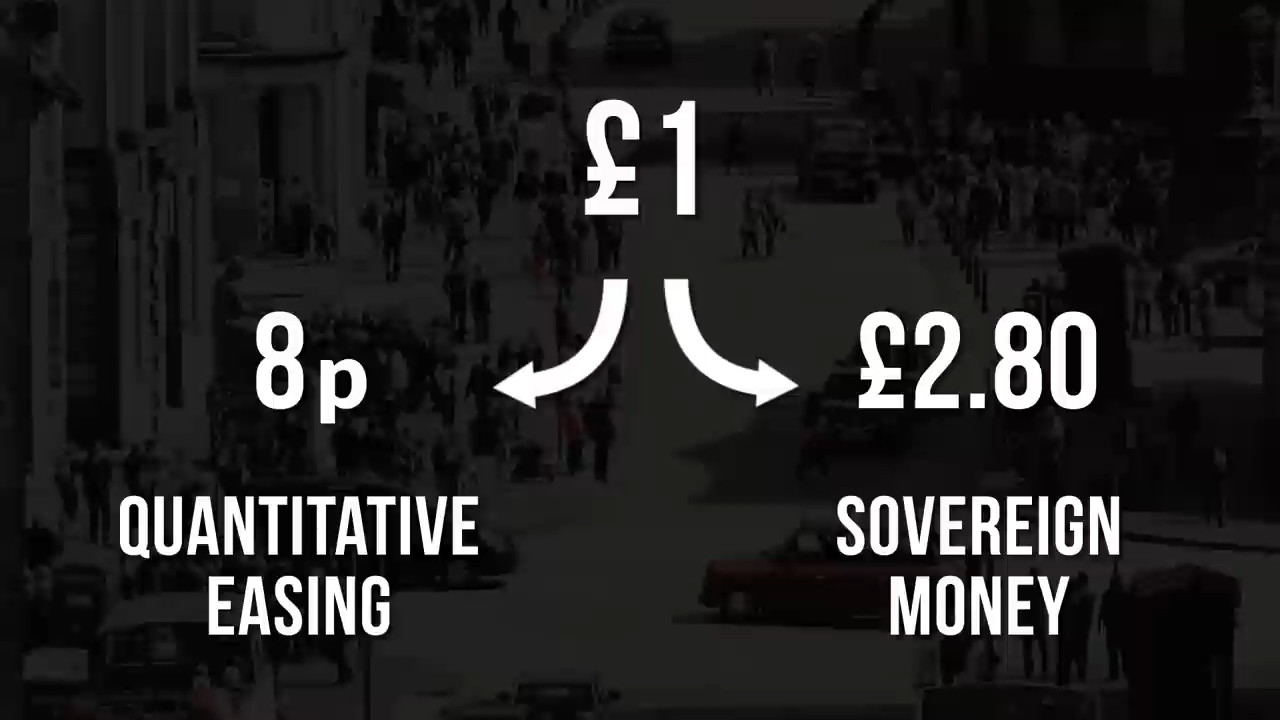 £1
8p
£2.80
QUANTITATIVE
EASING
SOVEREIGN
MONEY